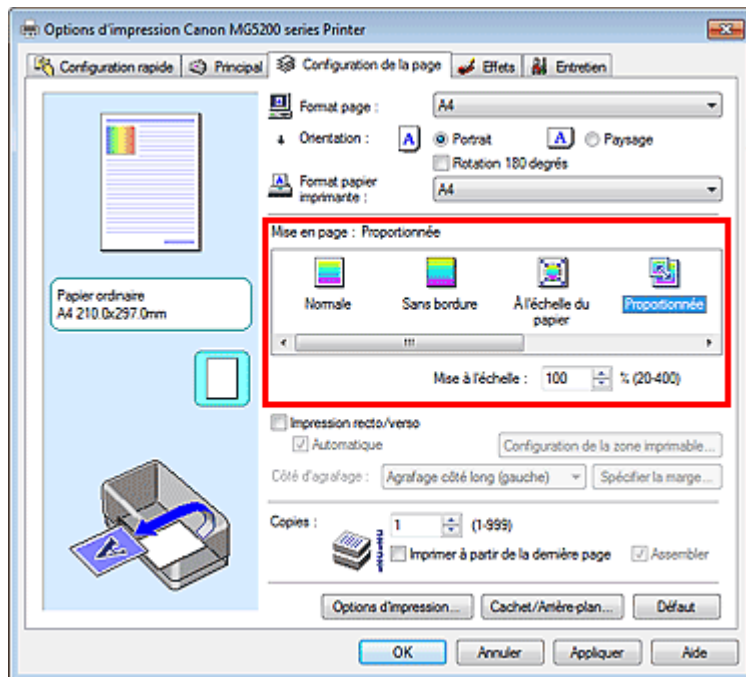 Options d'impression Canon MG5200 series Printer
Configuration rapide Principal Configuration de la page Effets Entretien
Format page : A4
Orientation : A Portrait A Paysage
Rotation 180 degrés
Format papier
imprimante : A4
Mise en page : Proportionnée
Normale Sans bordure À l'échelle du
papier Proportionnée
Papier ordinaire
A4 210.0x297.0mm
Mise à l'échelle : 100 % (20-400)
Impression recto/verso
Automatique Configuration de la zone imprimable...
Côté d'agrafage : Agrafage côté long (gauche) Spécifier la marge...
Copies : 1 (1-999)
Imprimer à partir de la dernière page Assembler
Options d'impression... Cachet/Arrière-plan... Défaut
OK Annuler Appliquer Aide